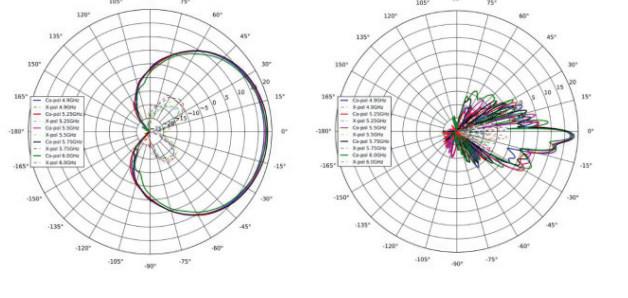 105° 75°
120° 60°
135° 45°
150° 30°
165° 15°
20
15
10
5
0
−5
−10
−15
−20
Co-pol 4.9GHz
X-pol 4.9GHz
Co-pol 5.25GHz
X-pol 5.25GHz
Co-pol 5.5GHz
X-pol 5.5GHz
Co-pol 5.75GHz
X-pol 5.75GHz
Co-pol 6.0GHz
X-pol 6.0GHz
-180° 0°
-165° -15°
-150° -30°
-135° -45°
-120° -60°
-105° -75°
-90°
105° 75°
120° 60°
135° 45°
150° 30°
165° 15°
20
15
10
5
Co-pol 4.9GHz
X-pol 4.9GHz
Co-pol 5.25GHz
X-pol 5.25GHz
Co-pol 5.5GHz
X-pol 5.5GHz
Co-pol 5.75GHz
X-pol 5.75GHz
Co-pol 6.0GHz
X-pol 6.0GHz
-180° 0°
-165° -15°
-150° -30°
-135° -45°
-120° -60°
-105° -75°
-90°